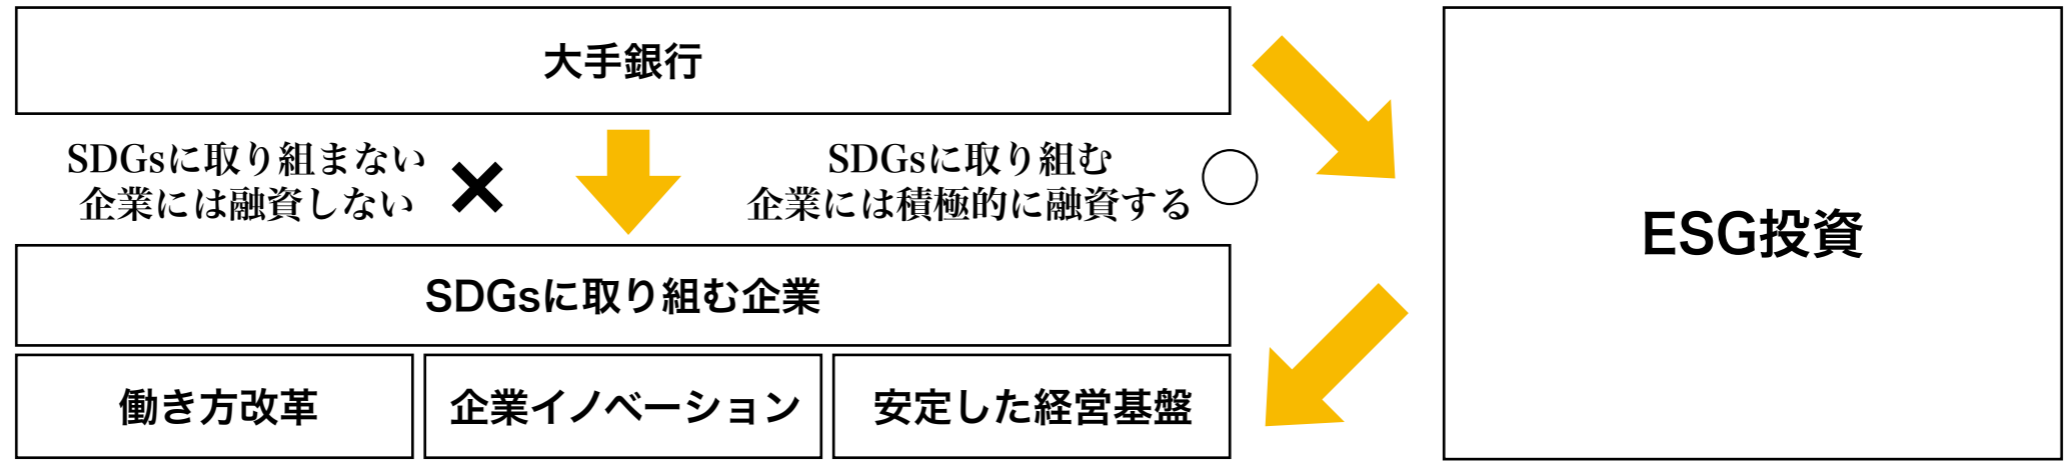 大手銀行
SDGsに取り組まない
企業には融資しない
SDGsに取り組む
企業には積極的に融資する
ESG投資
SDGsに取り組む企業
働き方改革
企業イノベーション
安定した経営基盤